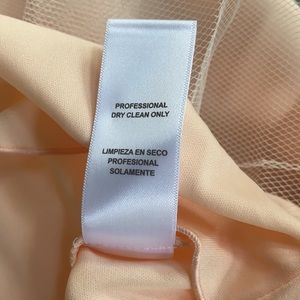 PROFESSIONAL
DRY CLEAN ONLY
LIMPIEZA EN SECO
PROFESIONAL
SOLAMENTE